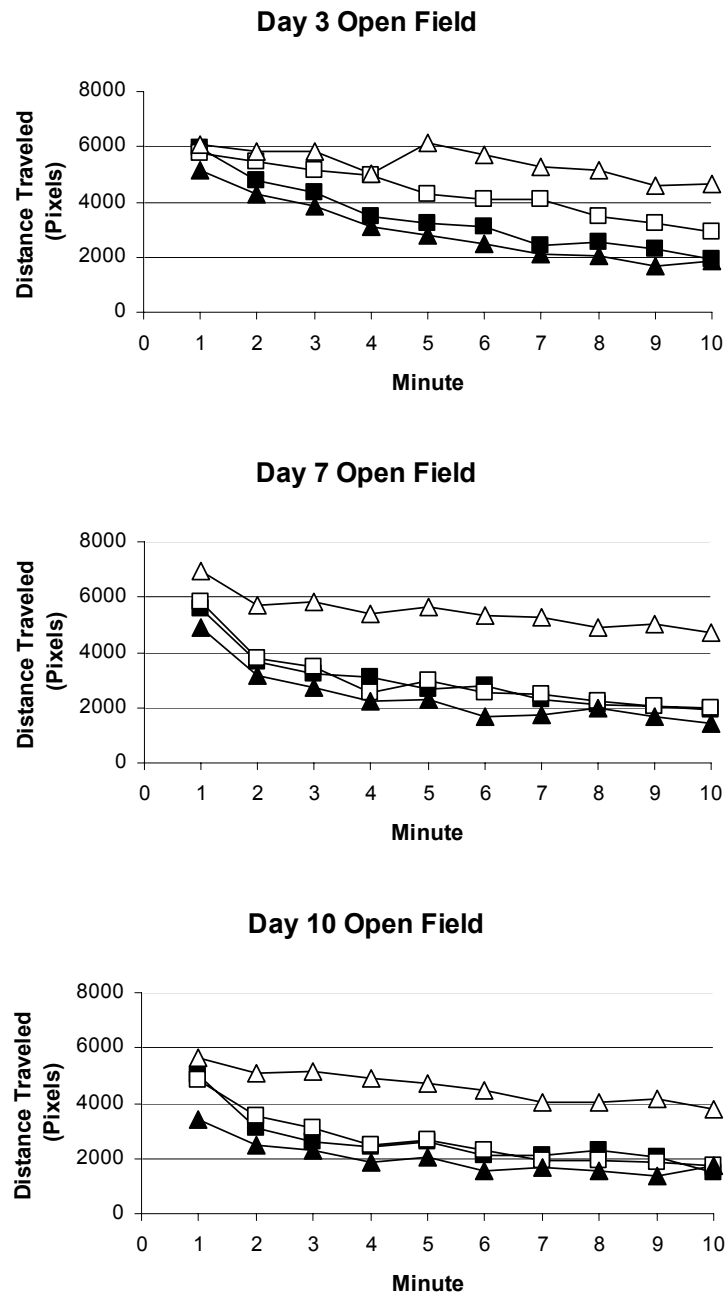 Day 3 Open Field
8000
6000
4000
2000
0
0 1 2 3 4 5 6 7 8 9 10
Minute
Distance Traveled
(Pixels)
Day 7 Open Field
8000
6000
4000
2000
0
0 1 2 3 4 5 6 7 8 9 10
Minute
Distance Traveled
(Pixels)
Day 10 Open Field
8000
6000
4000
2000
0
0 1 2 3 4 5 6 7 8 9 10
Minute
Distance Traveled
(Pixels)